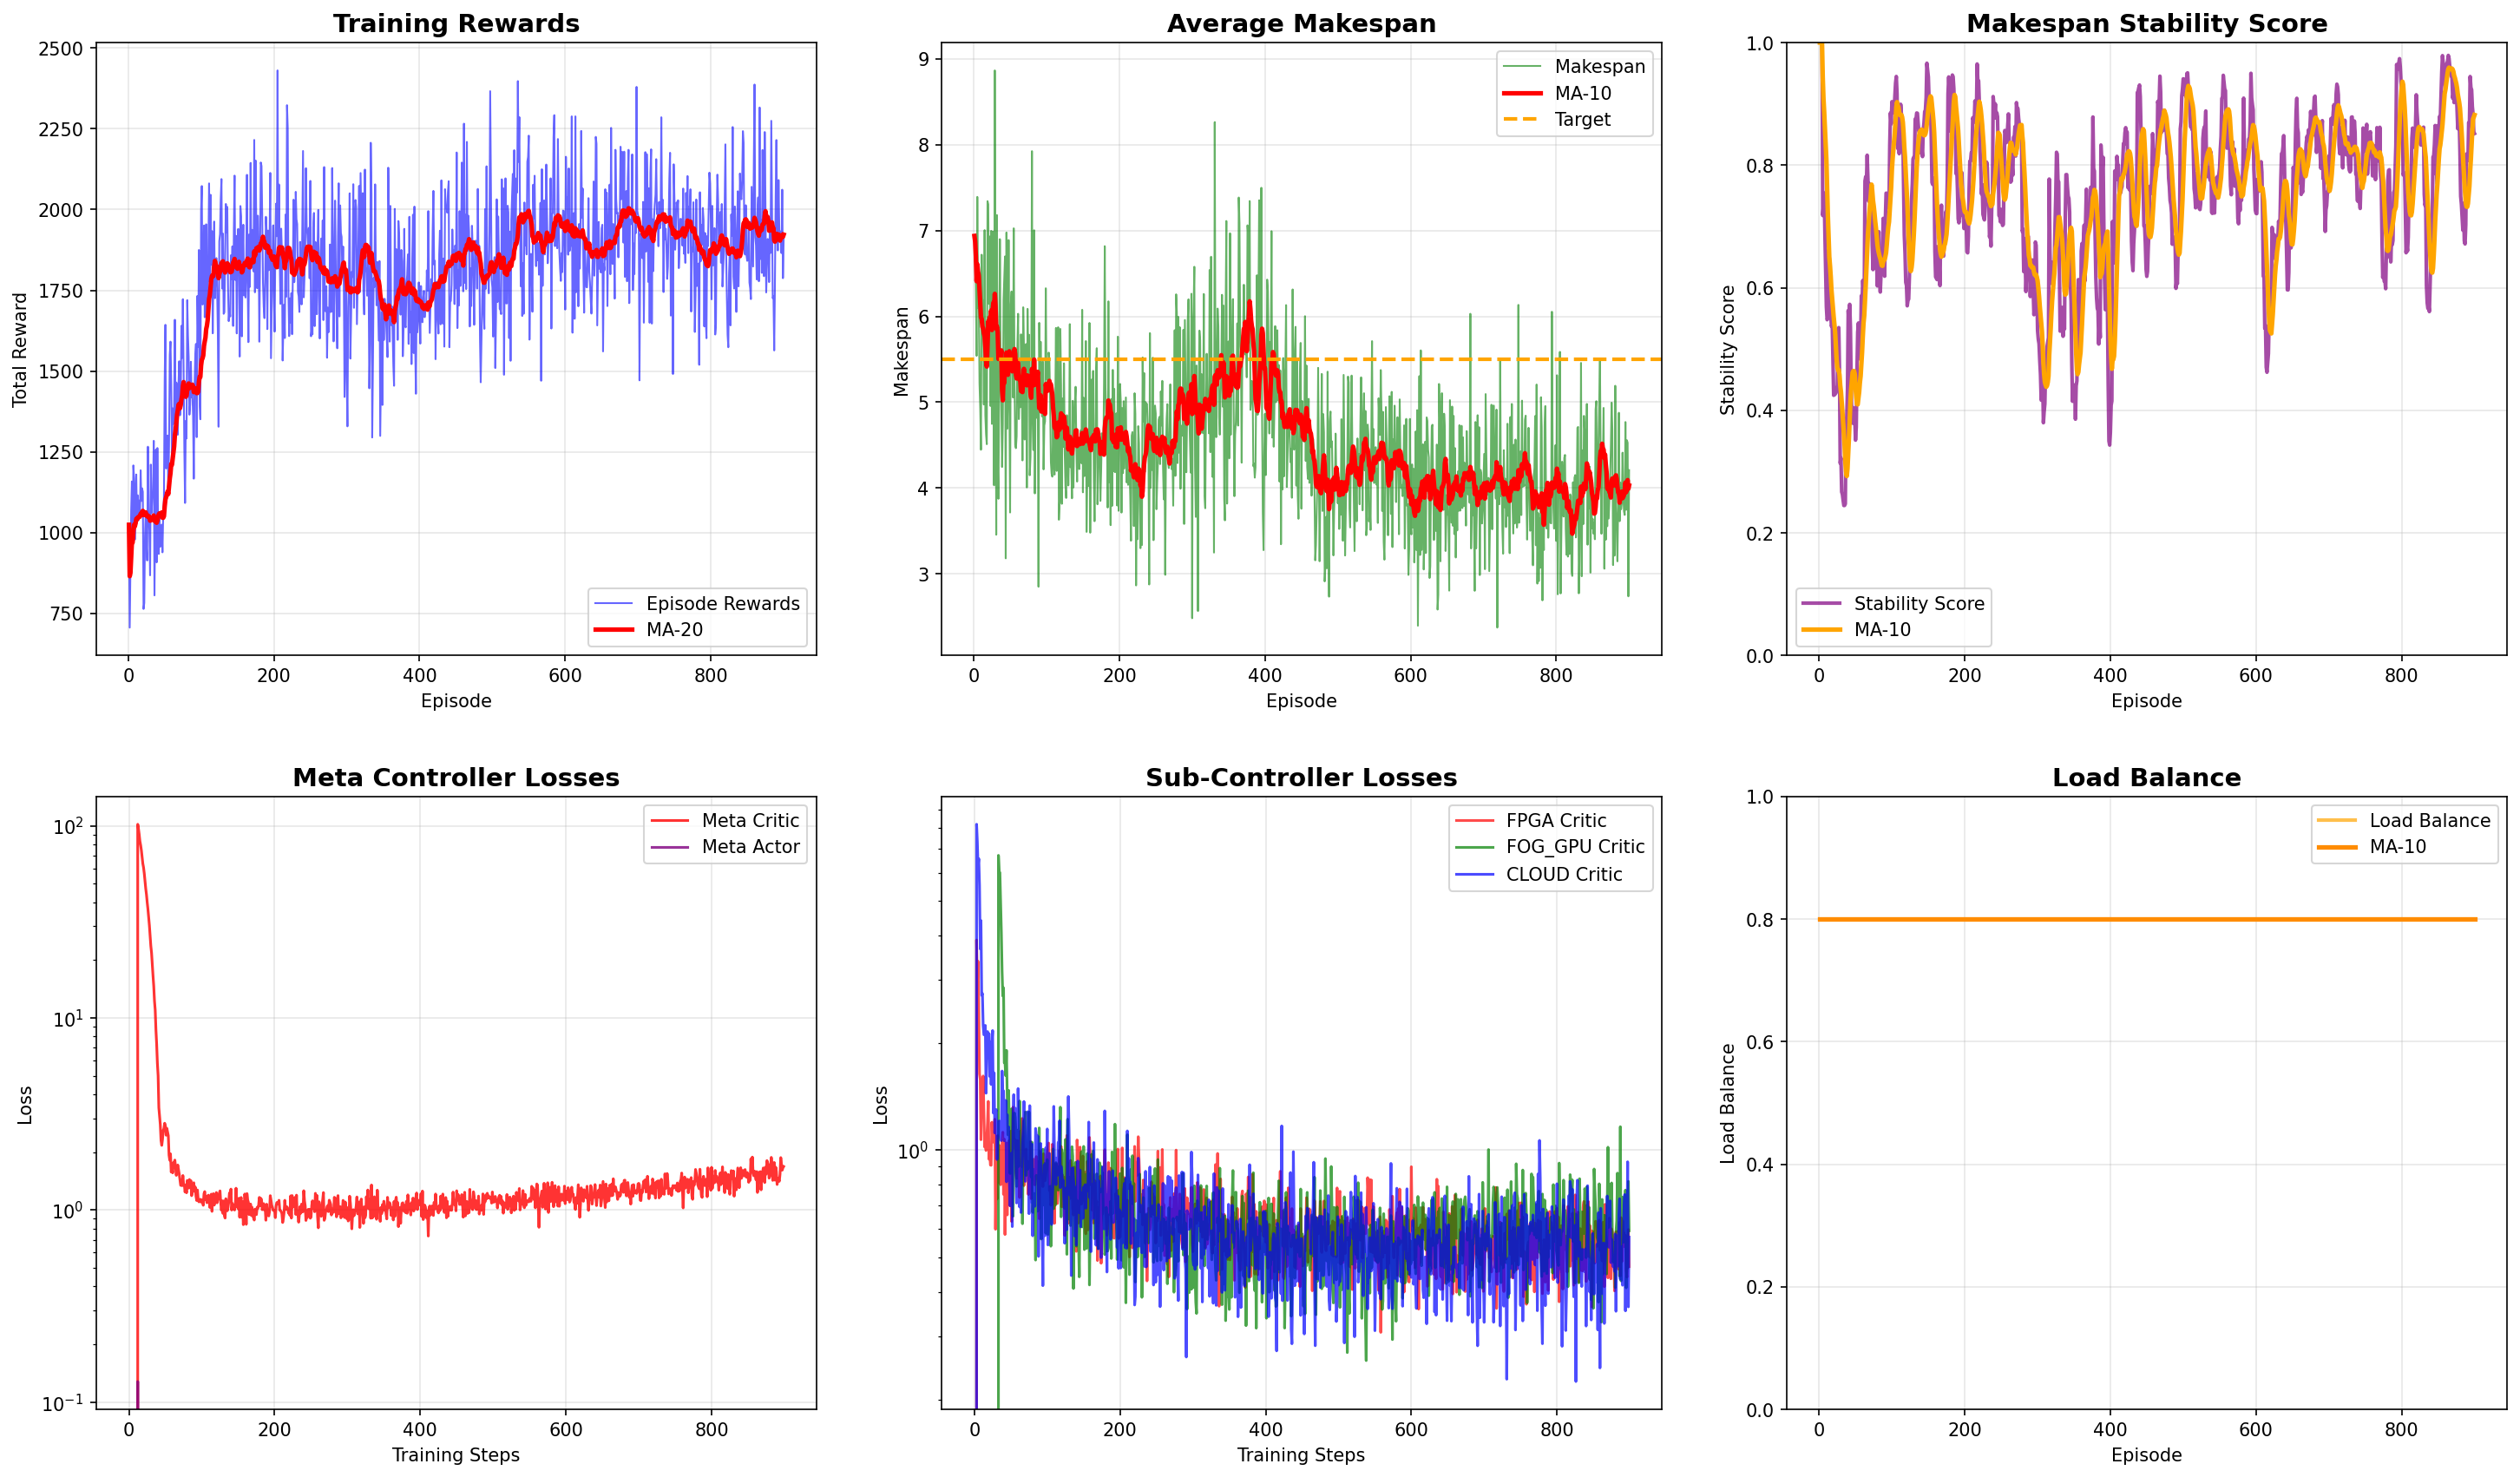 Training Rewards
Total Reward
2500
2250
2000
1750
1500
1250
1000
750
0 200 400 600 800
Episode
Episode Rewards
MA-20
Average Makespan
Makespan
9
8
7
6
5
4
3
0 200 400 600 800
Episode
Makespan
MA-10
Target
Makespan Stability Score
Stability Score
1.0
0.8
0.6
0.4
0.2
0.0
0 200 400 600 800
Episode
Stability Score
MA-10
Meta Controller Losses
Loss
10²
10¹
10⁰
10⁻¹
0 200 400 600 800
Training Steps
Meta Critic
Meta Actor
Sub-Controller Losses
Loss
10⁰
0 200 400 600 800
Training Steps
FPGA Critic
FOG_GPU Critic
CLOUD Critic
Load Balance
Load Balance
1.0
0.8
0.6
0.4
0.2
0.0
0 200 400 600 800
Episode
Load Balance
MA-10